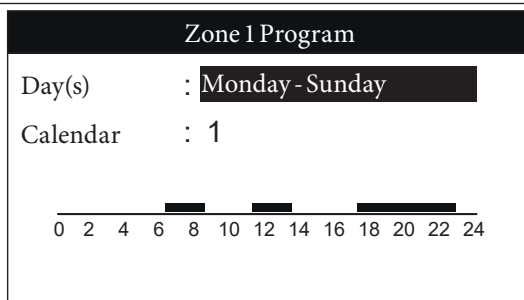 Zone 1 Program
Day(s) : Monday - Sunday
Calendar : 1
0 2 4 6 8 10 12 14 16 18 20 22 24